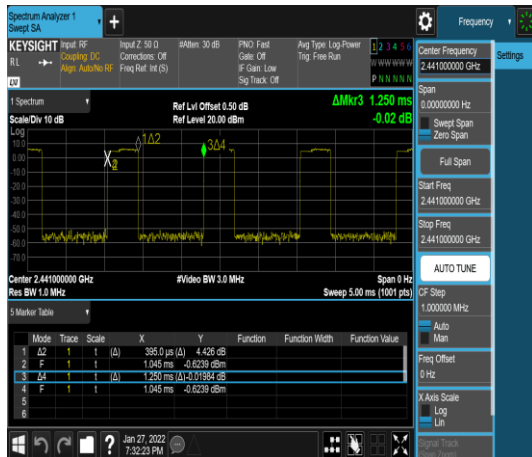 Spectrum Analyzer 1
Swept SA
Frequency
KEYSIGHT
RL
Input: RF
Coupling: DC
Align: Auto/No RF
Input Z: 50 Ω
Corrections: Off
Freq Ref: Int (S)
#Atten: 30 dB
PNO: Fast
Gate: Off
IF Gain: Low
Sig Track: Off
Avg Type: Log-Power
Trig: Free Run
1 2 3 4 5 6
W W W W W W
P N N N N N
LXI
1 Spectrum
Scale/Div 10 dB
Ref Lvl Offset 0.50 dB
Ref Level 20.00 dBm
ΔMkr3 1.250 ms
-0.02 dB
Log
10.0
0.00
-10.0
-20.0
-30.0
-40.0
-50.0
-60.0
-70.0
1Δ2
3Δ4
Center 2.441000000 GHz
Res BW 1.0 MHz
#Video BW 3.0 MHz
Span 0 Hz
Sweep 5.00 ms (1001 pts)
5 Marker Table
Mode Trace Scale X Y Function Function Width Function Value
1 Δ2 1 t (Δ) 395.0 µs (Δ) 4.426 dB
2 F 1 t 1.045 ms -0.6239 dBm
3 Δ4 1 t (Δ) 1.250 ms (Δ) -0.01984 dB
4 F 1 t 1.045 ms -0.6239 dBm
5
6
Jan 27, 2022
7:32:23 PM
Center Frequency
2.441000000 GHz
Settings
Span
0.00000000 Hz
Swept Span
Zero Span
Full Span
Start Freq
2.441000000 GHz
Stop Freq
2.441000000 GHz
AUTO TUNE
CF Step
1.000000 MHz
Auto
Man
Freq Offset
0 Hz
X Axis Scale
Log
Lin
Signal Track
(Span Zoom)